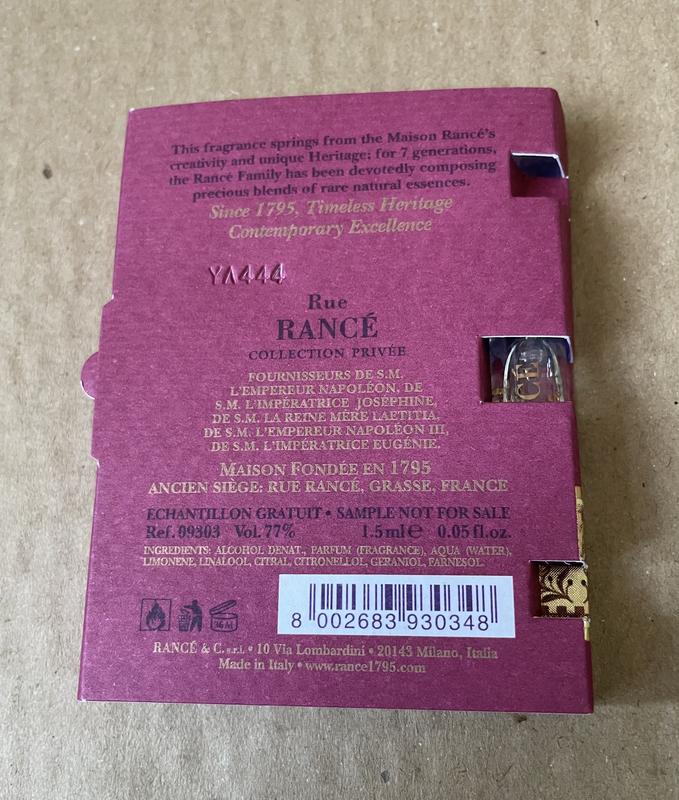 This fragrance springs from the Maison Rancé's
creativity and unique Heritage: for 7 generations,
the Rancé Family has been devotedly composing
precious blends of rare natural essences.
Since 1795, Timeless Heritage
Contemporary Excellence
YA444
Rue
RANCÉ
COLLECTION PRIVÉE
FOURNISSEURS DE S.M.
L'EMPEREUR NAPOLÉON, DE
S.M. L'IMPÉRATRICE JOSÉPHINE,
DE S.M. LA REINE MÈRE LAETITIA,
DE S.M. L'EMPEREUR NAPOLÉON III,
DE S.M. L'IMPÉRATRICE EUGÉNIE.
MAISON FONDÉE EN 1795
ANCIEN SIÈGE: RUE RANCÉ, GRASSE, FRANCE
ECHANTILLON GRATUIT • SAMPLE NOT FOR SALE
Ref. 09303 Vol. 77% 1.5 ml ℮ 0.05 fl.oz.
INGREDIENTS: ALCOHOL DENAT., PARFUM (FRAGRANCE), AQUA (WATER),
LIMONENE, LINALOOL, CITRAL, CITRONELLOL, GERANIOL, FARNESOL.
36 M
8 002683 930348
RANCÉ & C. s.r.l. • 10 Via Lombardini • 20143 Milano, Italia
Made in Italy • www.rance1795.com
CÉ